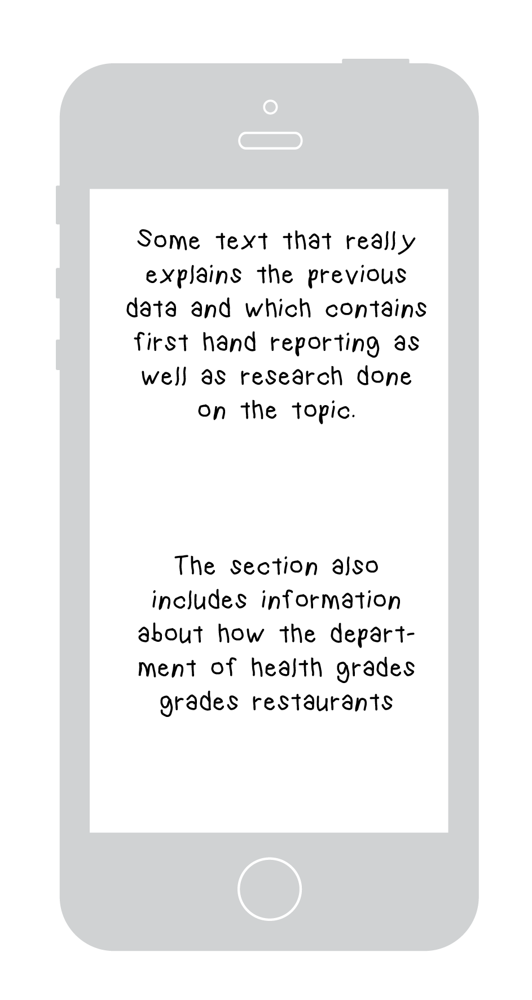 Some text that really
explains the previous
data and which contains
first hand reporting as
well as research done
on the topic.
The section also
includes information
about how the depart-
ment of health grades
grades restaurants